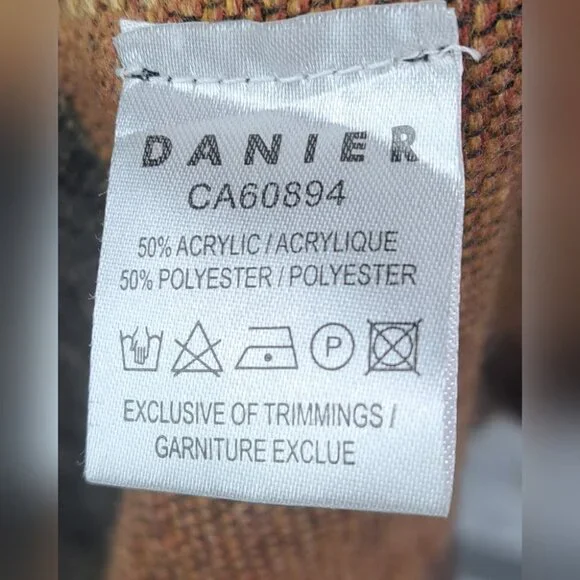 DANIER
CA60894
50% ACRYLIC / ACRYLIQUE
50% POLYESTER / POLYESTER
P
EXCLUSIVE OF TRIMMINGS /
GARNITURE EXCLUE